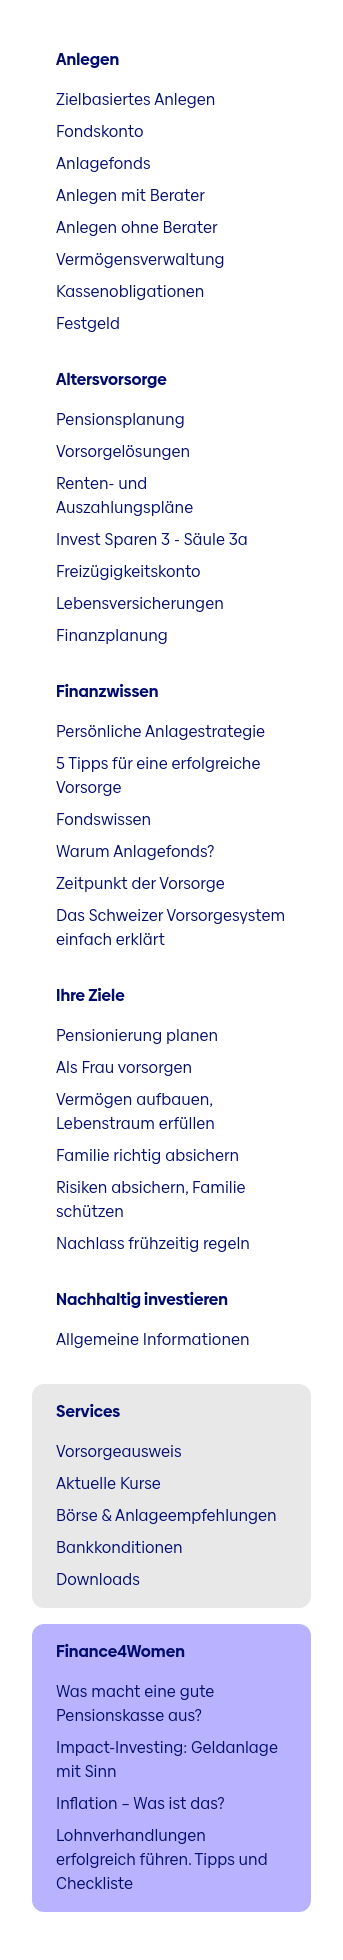 Anlegen
Zielbasiertes Anlegen
Fondskonto
Anlagefonds
Anlegen mit Berater
Anlegen ohne Berater
Vermögensverwaltung
Kassenobligationen
Festgeld
Altersvorsorge
Pensionsplanung
Vorsorgelösungen
Renten- und
Auszahlungspläne
Invest Sparen 3 - Säule 3a
Freizügigkeitskonto
Lebensversicherungen
Finanzplanung
Finanzwissen
Persönliche Anlagestrategie
5 Tipps für eine erfolgreiche
Vorsorge
Fondswissen
Warum Anlagefonds?
Zeitpunkt der Vorsorge
Das Schweizer Vorsorgesystem
einfach erklärt
Ihre Ziele
Pensionierung planen
Als Frau vorsorgen
Vermögen aufbauen,
Lebenstraum erfüllen
Familie richtig absichern
Risiken absichern, Familie
schützen
Nachlass frühzeitig regeln
Nachhaltig investieren
Allgemeine Informationen
Services
Vorsorgeausweis
Aktuelle Kurse
Börse & Anlageempfehlungen
Bankkonditionen
Downloads
Finance4Women
Was macht eine gute
Pensionskasse aus?
Impact-Investing: Geldanlage
mit Sinn
Inflation – Was ist das?
Lohnverhandlungen
erfolgreich führen. Tipps und
Checkliste